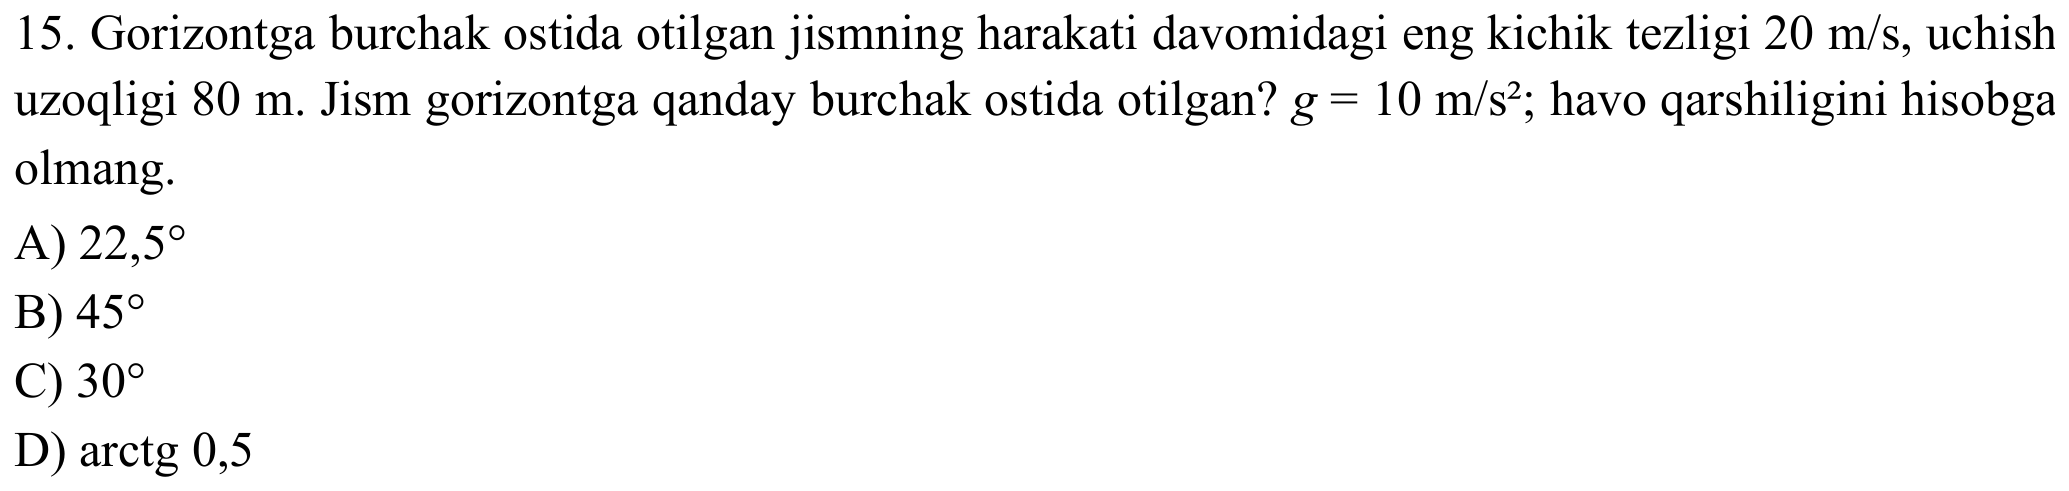 15. Gorizontga burchak ostida otilgan jismning harakati davomidagi eng kichik tezligi 20 m/s, uchish
uzoqligi 80 m. Jism gorizontga qanday burchak ostida otilgan? g = 10 m/s²; havo qarshiligini hisobga
olmang.
A) 22,5°
B) 45°
C) 30°
D) arctg 0,5